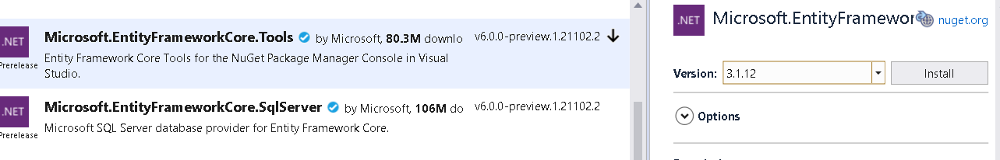 .NET
Prerelease
Microsoft.EntityFrameworkCore.Tools by Microsoft, 80.3M downlo v6.0.0-preview.1.21102.2
Entity Framework Core Tools for the NuGet Package Manager Console in Visual
Studio.
.NET
Prerelease
Microsoft.EntityFrameworkCore.SqlServer by Microsoft, 106M do v6.0.0-preview.1.21102.2
Microsoft SQL Server database provider for Entity Framework Core.
.NET
Microsoft.EntityFramewor nuget.org
Version: 3.1.12 Install
Options